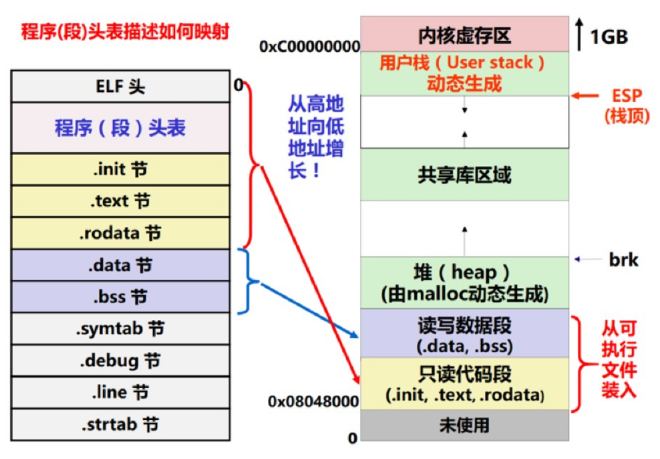 程序(段)头表描述如何映射
ELF 头
0
程序（段）头表
.init 节
.text 节
.rodata 节
.data 节
.bss 节
.symtab 节
.debug 节
.line 节
.strtab 节
从高地
址向低
地址增
长！
0xC00000000
内核虚存区
1GB
用户栈（User stack）
动态生成
ESP
(栈顶)
共享库区域
brk
堆（heap）
(由malloc动态生成)
读写数据段
(.data, .bss)
只读代码段
(.init, .text, .rodata)
从可
执行
文件
装入
0x08048000
未使用
0